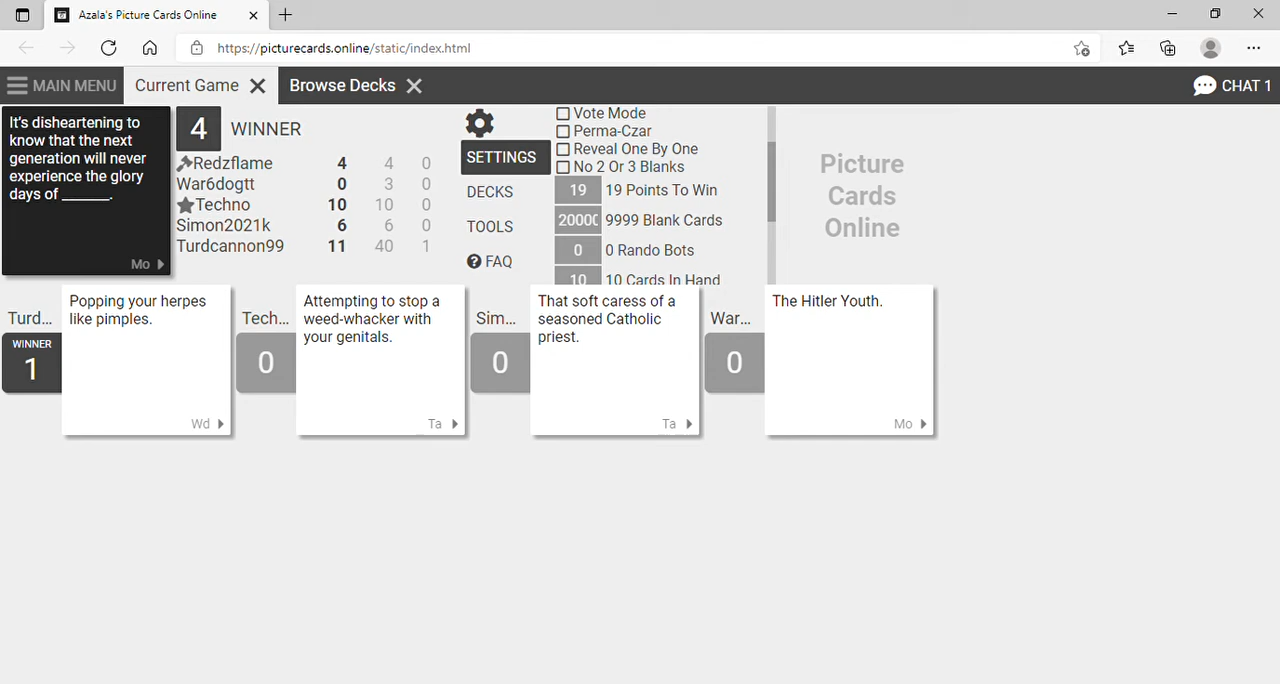 Azala's Picture Cards Online
https://picturecards.online/static/index.html
MAIN MENU
Current Game
Browse Decks
CHAT 1
It's disheartening to
know that the next
generation will never
experience the glory
days of ______.
Mo
4 WINNER
Redzflame 4 4 0
War6dogtt 0 3 0
Techno 10 10 0
Simon2021k 6 6 0
Turdcannon99 11 40 1
SETTINGS
DECKS
TOOLS
FAQ
Vote Mode
Perma-Czar
Reveal One By One
No 2 Or 3 Blanks
19 19 Points To Win
2000 9999 Blank Cards
0 0 Rando Bots
10 10 Cards In Hand
Picture
Cards
Online
Turd...
WINNER
1
Popping your herpes
like pimples.
Wd
Tech...
0
Attempting to stop a
weed-whacker with
your genitals.
Ta
Sim...
0
That soft caress of a
seasoned Catholic
priest.
Ta
War...
0
The Hitler Youth.
Mo